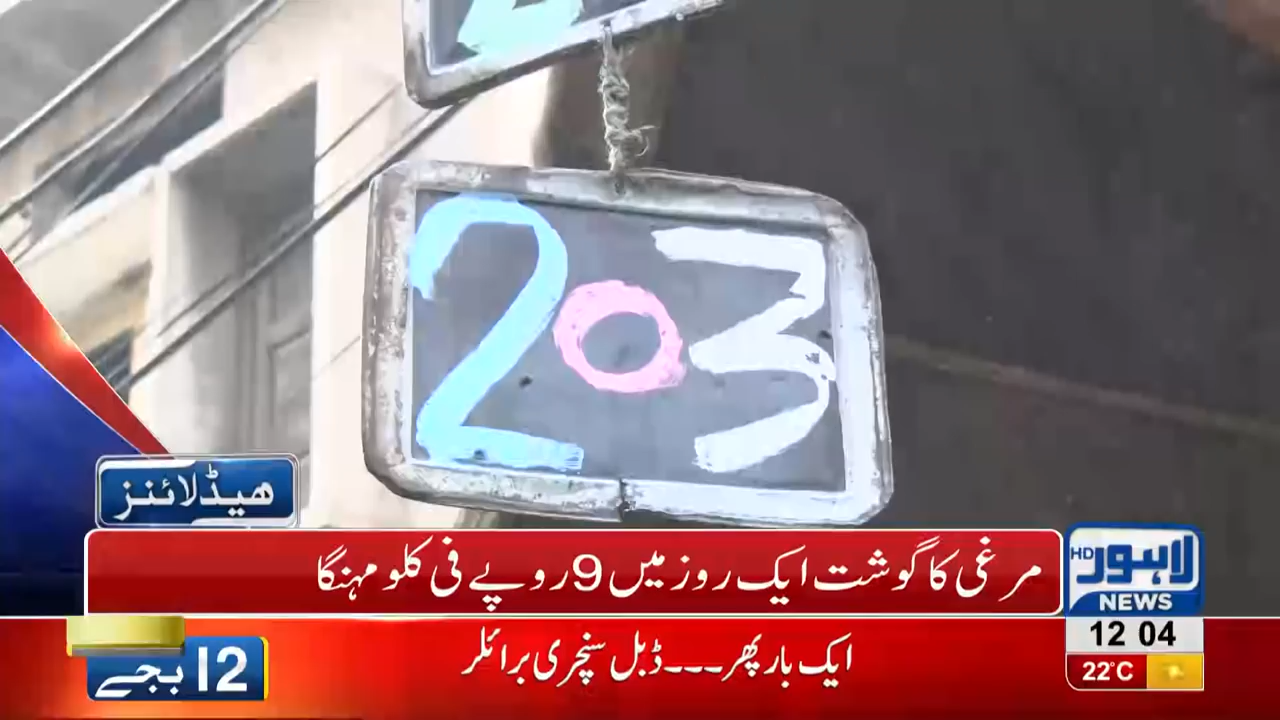 203
ھیڈلائنز
مرغی کا گوشت ایک روز میں 9 روپے فی کلو مہنگا
HD
لاہور
NEWS
12 04
22°C
ایک بار پھر۔۔۔ ڈبل سنچری برائلر
12 بجے